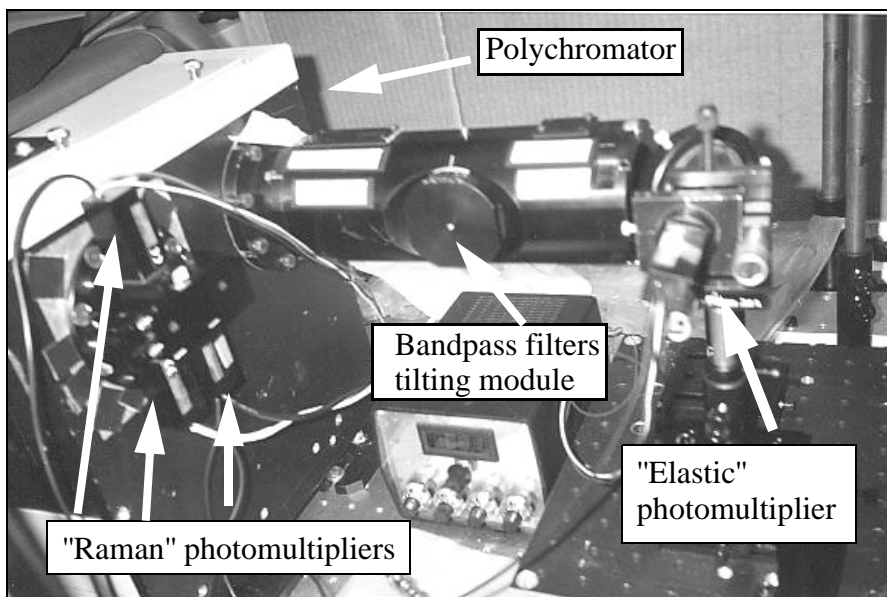 Polychromator
Bandpass filters
tilting module
"Elastic"
photomultiplier
"Raman" photomultipliers